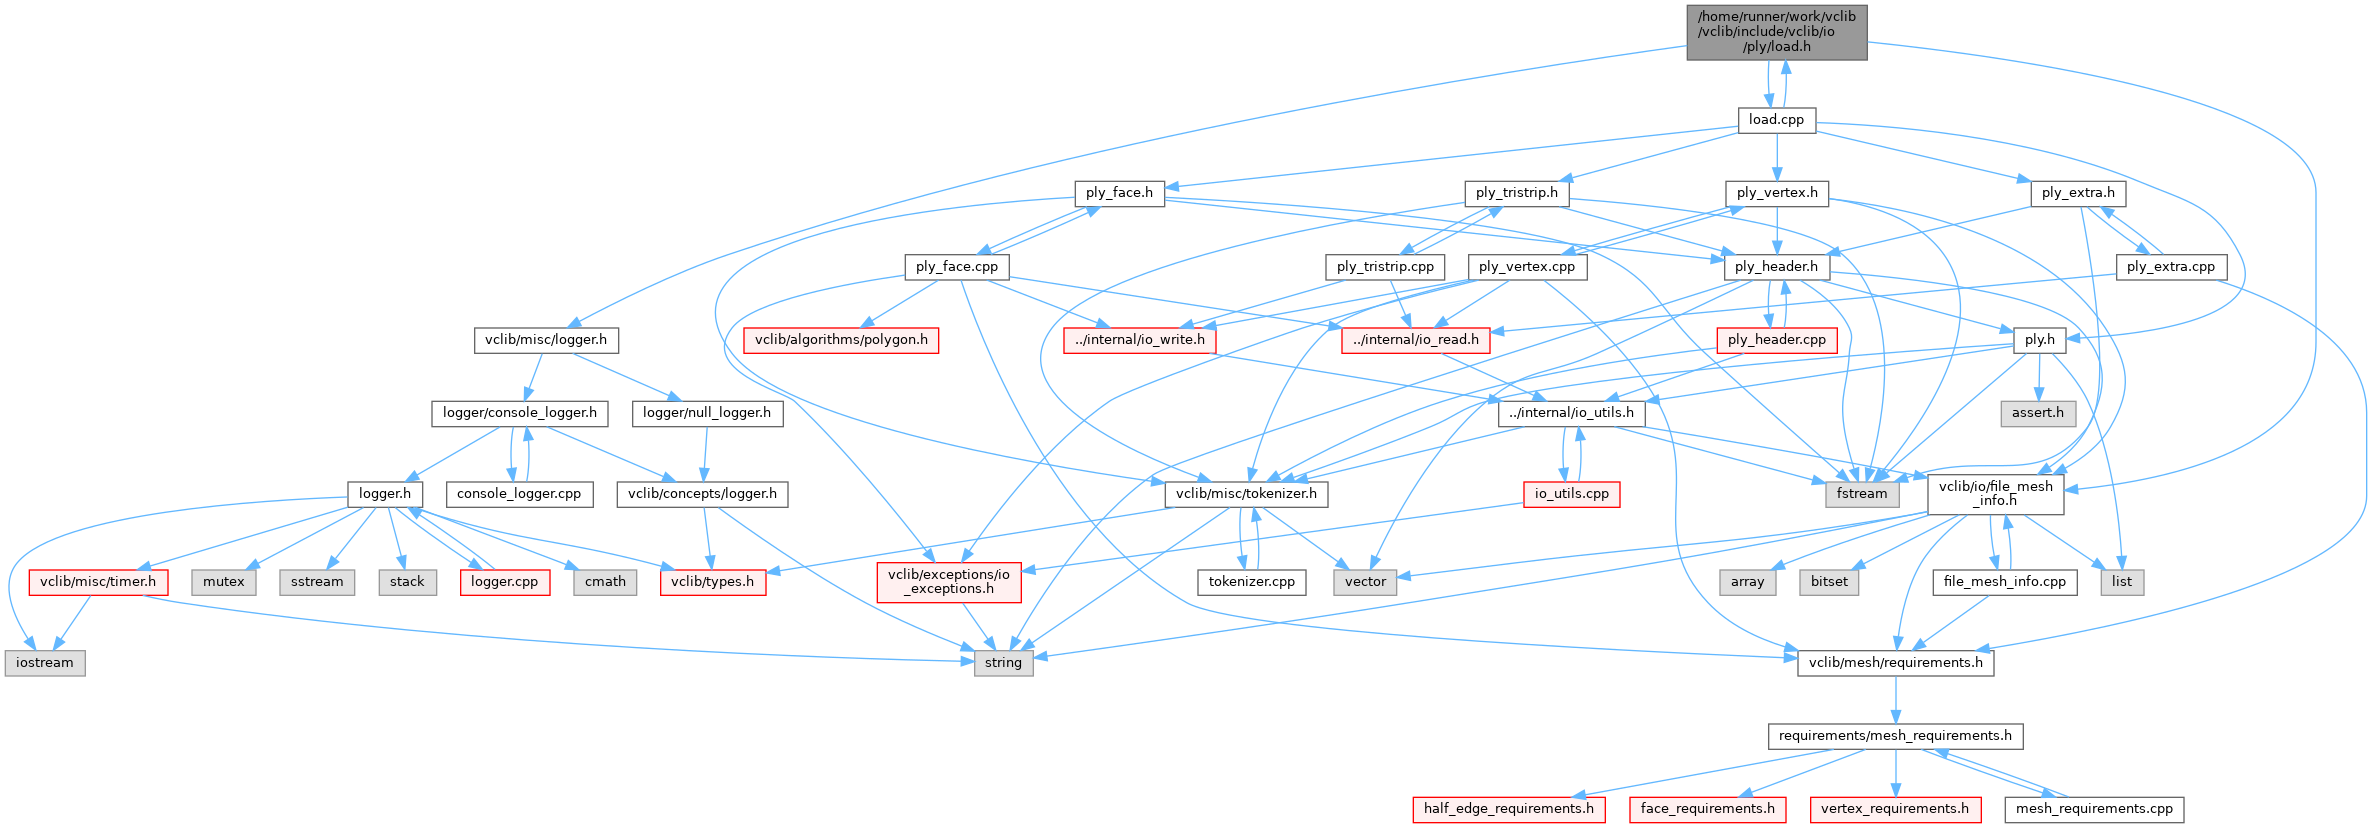 /home/runner/work/vclib
/vclib/include/vclib/io
/ply/load.h
load.cpp
ply_face.h
ply_tristrip.h
ply_vertex.h
ply_extra.h
ply_face.cpp
ply_tristrip.cpp
ply_vertex.cpp
ply_header.h
ply_extra.cpp
vclib/misc/logger.h
vclib/algorithms/polygon.h
../internal/io_write.h
../internal/io_read.h
ply_header.cpp
ply.h
logger/console_logger.h
logger/null_logger.h
../internal/io_utils.h
assert.h
logger.h
console_logger.cpp
vclib/concepts/logger.h
vclib/misc/tokenizer.h
io_utils.cpp
fstream
vclib/io/file_mesh
_info.h
vclib/misc/timer.h
mutex
sstream
stack
logger.cpp
cmath
vclib/types.h
vclib/exceptions/io
_exceptions.h
tokenizer.cpp
vector
array
bitset
file_mesh_info.cpp
list
iostream
string
vclib/mesh/requirements.h
requirements/mesh_requirements.h
half_edge_requirements.h
face_requirements.h
vertex_requirements.h
mesh_requirements.cpp